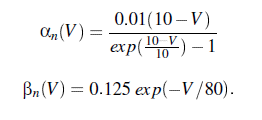 αₙ(V) = 0.01(10 − V) / (exp((10 − V)/10) − 1)
βₙ(V) = 0.125 exp(−V/80).